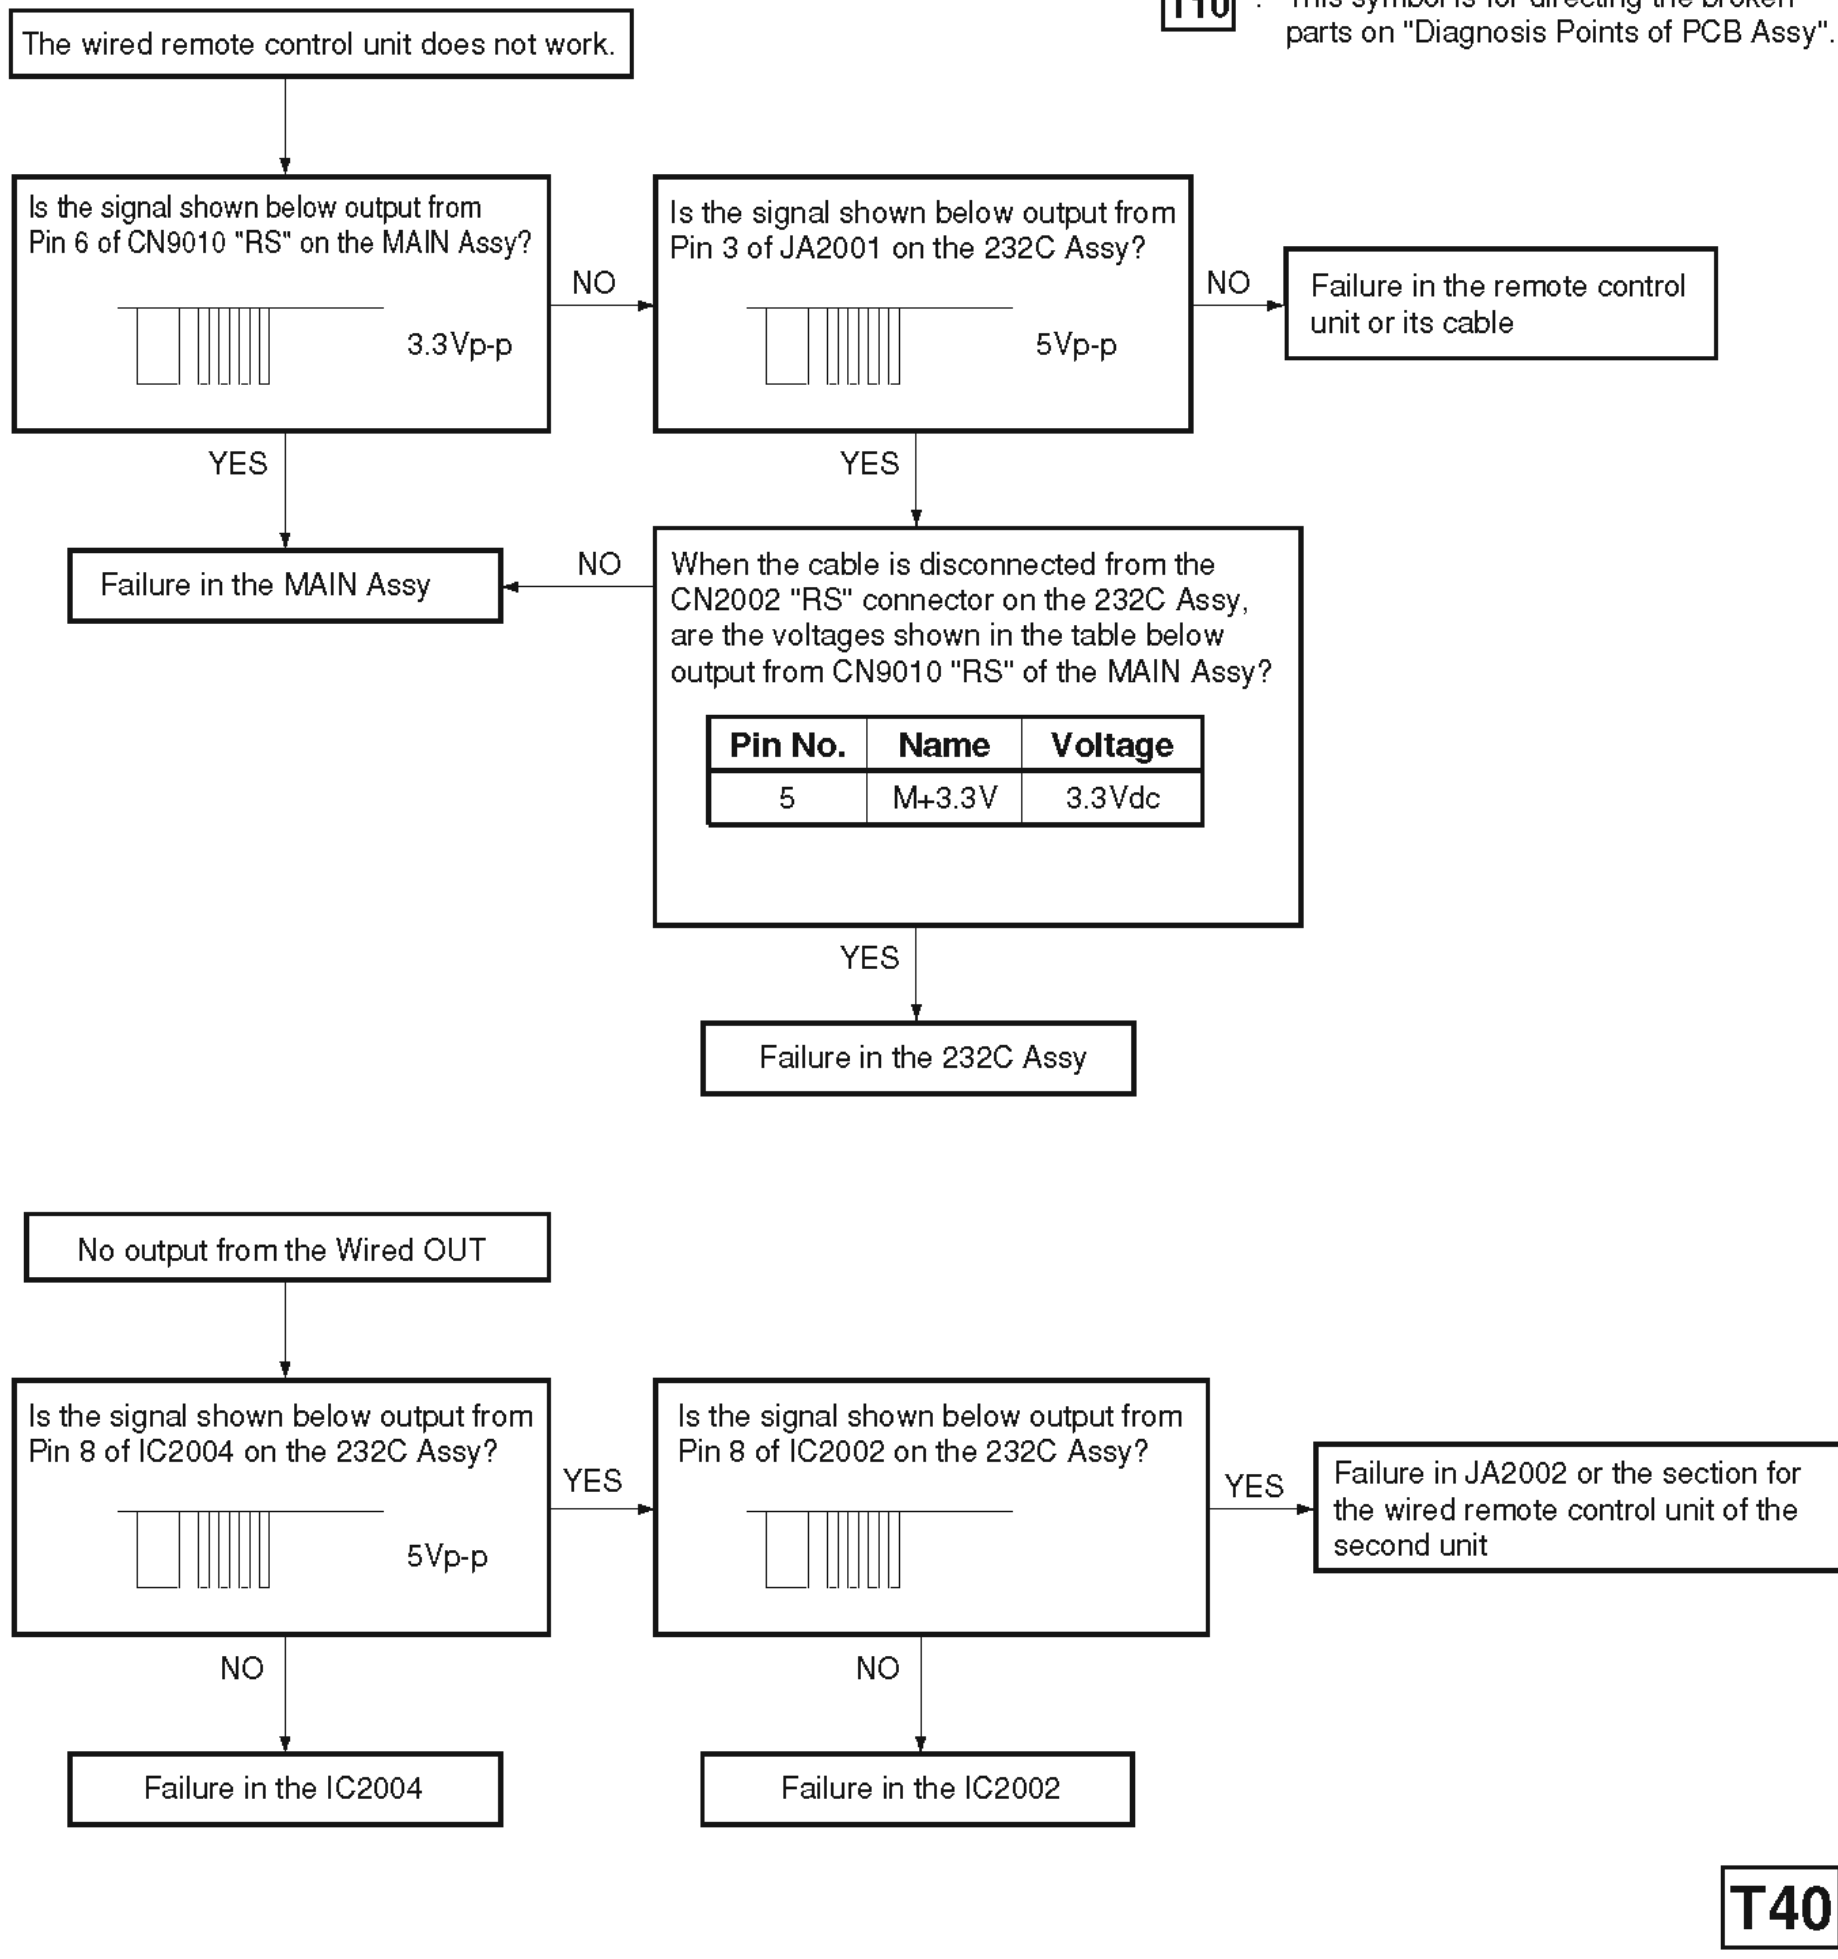 T10 : This symbol is for directing the broken
parts on "Diagnosis Points of PCB Assy".
The wired remote control unit does not work.
Is the signal shown below output from
Pin 6 of CN9010 "RS" on the MAIN Assy?
3.3Vp-p
NO
Is the signal shown below output from
Pin 3 of JA2001 on the 232C Assy?
5Vp-p
NO
Failure in the remote control
unit or its cable
YES
YES
Failure in the MAIN Assy
NO
When the cable is disconnected from the
CN2002 "RS" connector on the 232C Assy,
are the voltages shown in the table below
output from CN9010 "RS" of the MAIN Assy?
Pin No. Name Voltage
5 M+3.3V 3.3Vdc
YES
Failure in the 232C Assy
No output from the Wired OUT
Is the signal shown below output from
Pin 8 of IC2004 on the 232C Assy?
5Vp-p
YES
Is the signal shown below output from
Pin 8 of IC2002 on the 232C Assy?
YES
Failure in JA2002 or the section for
the wired remote control unit of the
second unit
NO
NO
Failure in the IC2004
Failure in the IC2002
T40